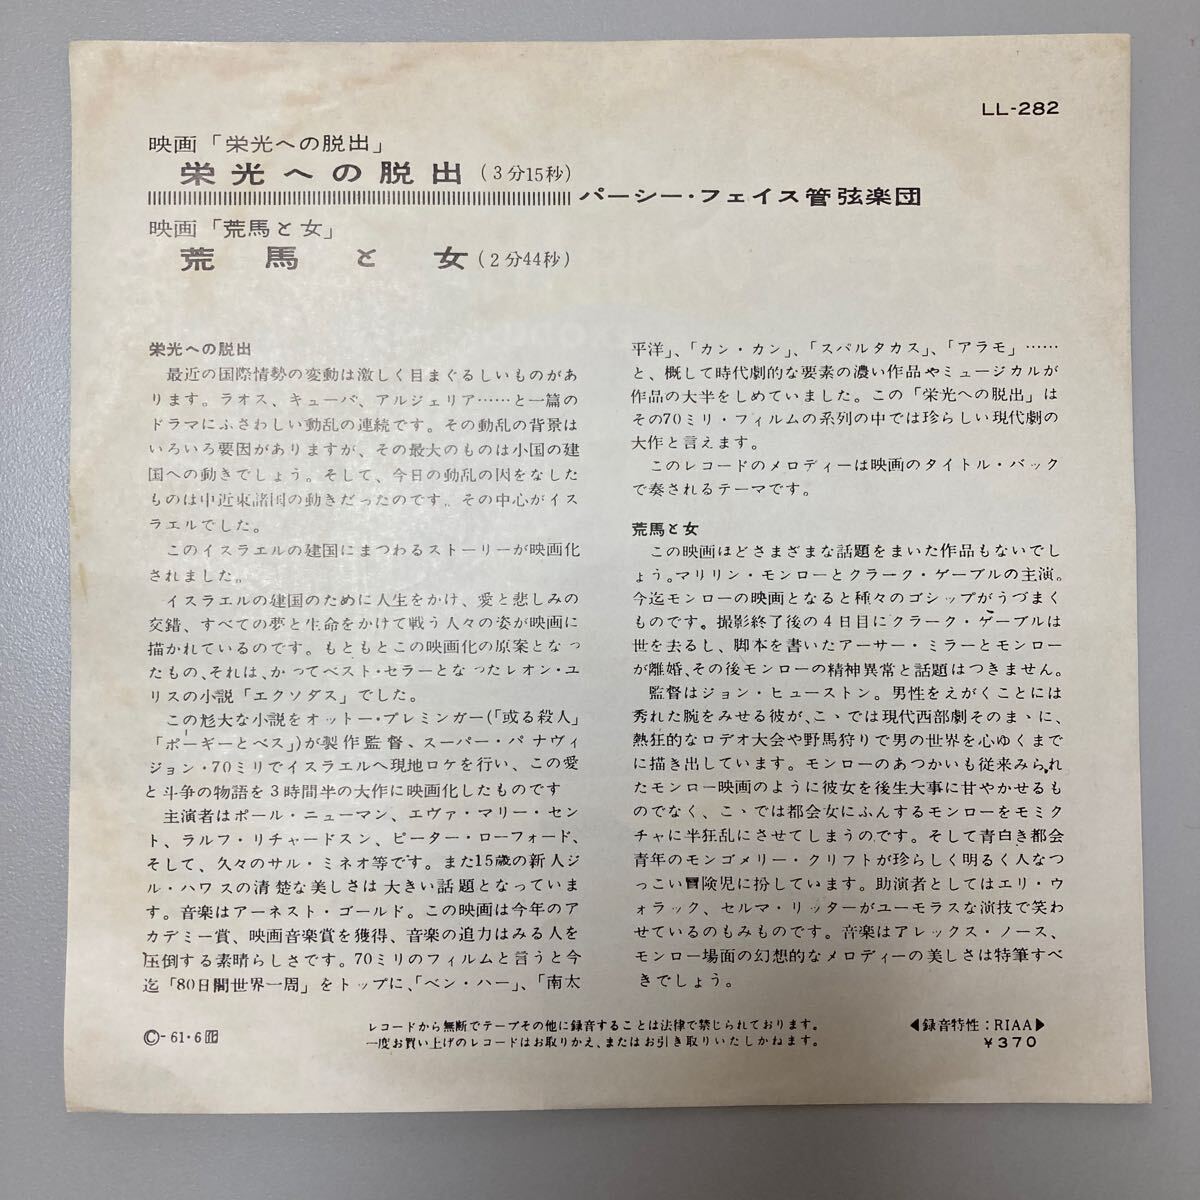 LL-282
映画「栄光への脱出」
栄光への脱出(3分15秒)
パーシー・フェイス管弦楽団
映画「荒馬と女」
荒馬と女(2分44秒)
栄光への脱出
最近の国際情勢の変動は激しく目まぐるしいものがあ
ります。ラオス、キューバ、アルジェリア……と一篇の
ドラマにふさわしい動乱の連続です。その動乱の背景は
いろいろ要因がありますが、その最大のものは小国の建
国への動きでしょう。そして、今日の動乱の因をなした
ものは中近東諸国の動きだったのです。その中心がイス
ラエルでした。
このイスラエルの建国にまつわるストーリーが映画化
されました。
イスラエルの建国のために人生をかけ、愛と悲しみの
交錯、すべての夢と生命をかけて戦う人々の姿が映画に
描かれているのです。もともとこの映画化の原案となっ
たもの、それは、かってベスト・セラーとなったレオン・ユ
リスの小説「エクソダス」でした。
この尨大な小説をオットー・プレミンガー(「或る殺人」
「ポーギーとベス」)が製作監督、スーパー・パナヴィ
ジョン・70ミリでイスラエルへ現地ロケを行い、この愛
と斗争の物語を3時間半の大作に映画化したものです
主演者はポール・ニューマン、エヴァ・マリー・セン
ト、ラルフ・リチャードスン、ピーター・ローフォード、
そして、久々のサル・ミネオ等です。また15歳の新人ジ
ル・ハワスの清楚な美しさは大きい話題となっていま
す。音楽はアーネスト・ゴールド。この映画は今年のア
カデミー賞、映画音楽賞を獲得、音楽の迫力はみる人を
圧倒する素晴らしさです。70ミリのフィルムと言うと今
迄「80日間世界一周」をトップに、「ベン・ハー」、「南太
平洋」、「カン・カン」、「スパルタカス」、「アラモ」……
と、概して時代劇的な要素の濃い作品やミュージカルが
作品の大半をしめていました。この「栄光への脱出」は
その70ミリ・フィルムの系列の中では珍らしい現代劇の
大作と言えます。
このレコードのメロディーは映画のタイトル・バック
で奏されるテーマです。
荒馬と女
この映画ほどさまざまな話題をまいた作品もないでし
ょう。マリリン・モンローとクラーク・ゲーブルの主演。
今迄モンローの映画となると種々のゴシップがうづまく
ものです。撮影終了後の4日目にクラーク・ゲーブルは
世を去るし、脚本を書いたアーサー・ミラーとモンロー
が離婚、その後モンローの精神異常と話題はつきません。
監督はジョン・ヒューストン。男性をえがくことには
秀れた腕をみせる彼が、こゝでは現代西部劇そのまゝに、
熱狂的なロデオ大会や野馬狩りで男の世界を心ゆくまで
に描き出しています。モンローのあつかいも従来みられ
たモンロー映画のように彼女を後生大事に甘やかせるも
のでなく、こゝでは都会女にふんするモンローをモミク
チャに半狂乱にさせてしまうのです。そして青白き都会
青年のモンゴメリー・クリフトが珍らしく明るく人なつ
っこい冒険児に扮しています。助演者としてはエリ・ウ
ォラック、セルマ・リッターがユーモラスな演技で笑わ
せているのもみものです。音楽はアレックス・ノース、
モンロー場面の幻想的なメロディーの美しさは特筆すべ
きでしょう。
Ⓒ-61・6
レコードから無断でテープその他に録音することは法律で禁じられております。
一度お買い上げのレコードはお取りかえ、またはお引き取りいたしかねます。
◀録音特性：RIAA▶
¥370